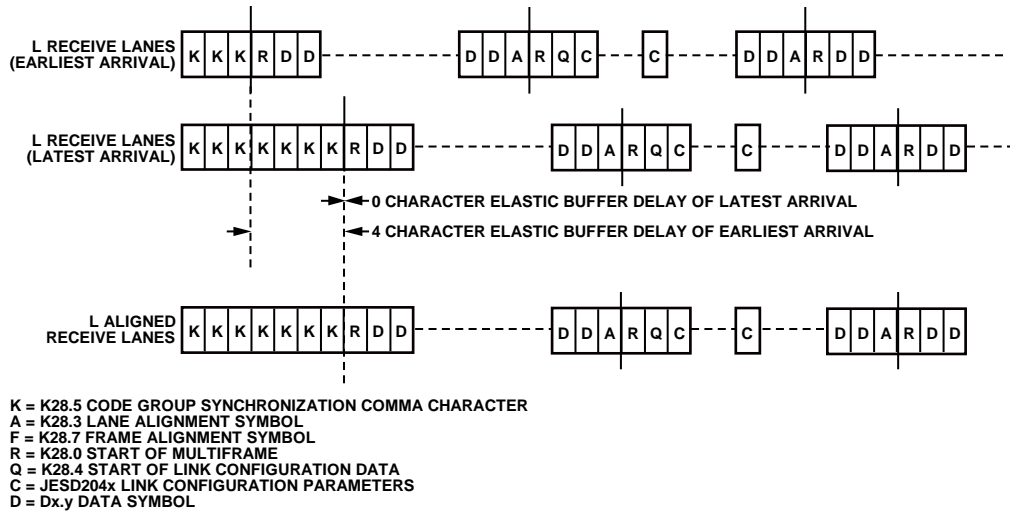 L RECEIVE LANES
(EARLIEST ARRIVAL)
K K K R D D D D A R Q C C D D A R D D
L RECEIVE LANES
(LATEST ARRIVAL)
K K K K K K K R D D D D A R Q C C D D A R D D
0 CHARACTER ELASTIC BUFFER DELAY OF LATEST ARRIVAL
4 CHARACTER ELASTIC BUFFER DELAY OF EARLIEST ARRIVAL
L ALIGNED
RECEIVE LANES
K K K K K K K R D D D D A R Q C C D D A R D D
K = K28.5 CODE GROUP SYNCHRONIZATION COMMA CHARACTER
A = K28.3 LANE ALIGNMENT SYMBOL
F = K28.7 FRAME ALIGNMENT SYMBOL
R = K28.0 START OF MULTIFRAME
Q = K28.4 START OF LINK CONFIGURATION DATA
C = JESD204x LINK CONFIGURATION PARAMETERS
D = Dx.y DATA SYMBOL